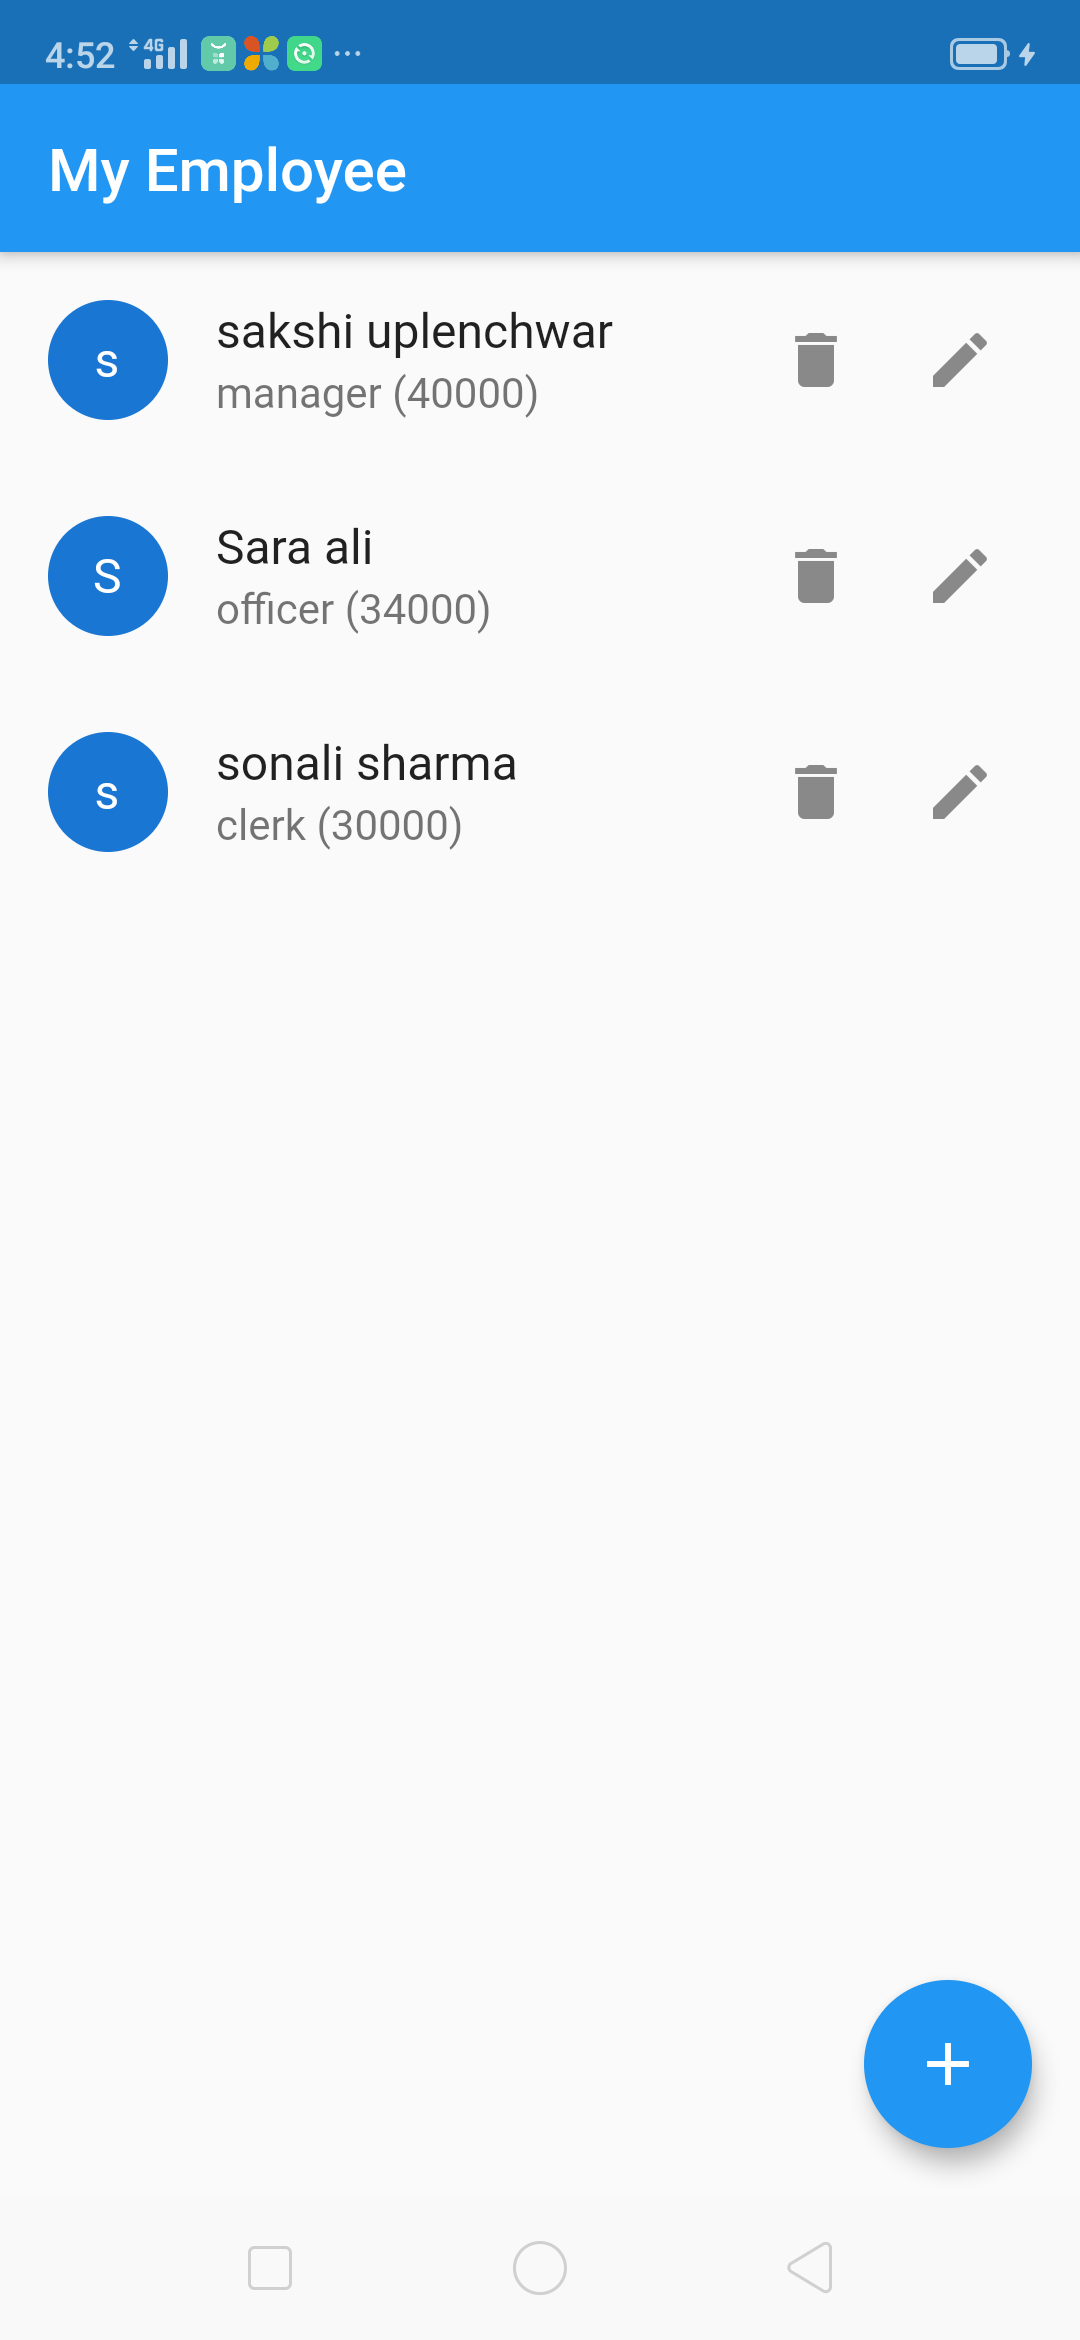 4:52 4G
My Employee
s
sakshi uplenchwar
manager (40000)
S
Sara ali
officer (34000)
s
sonali sharma
clerk (30000)